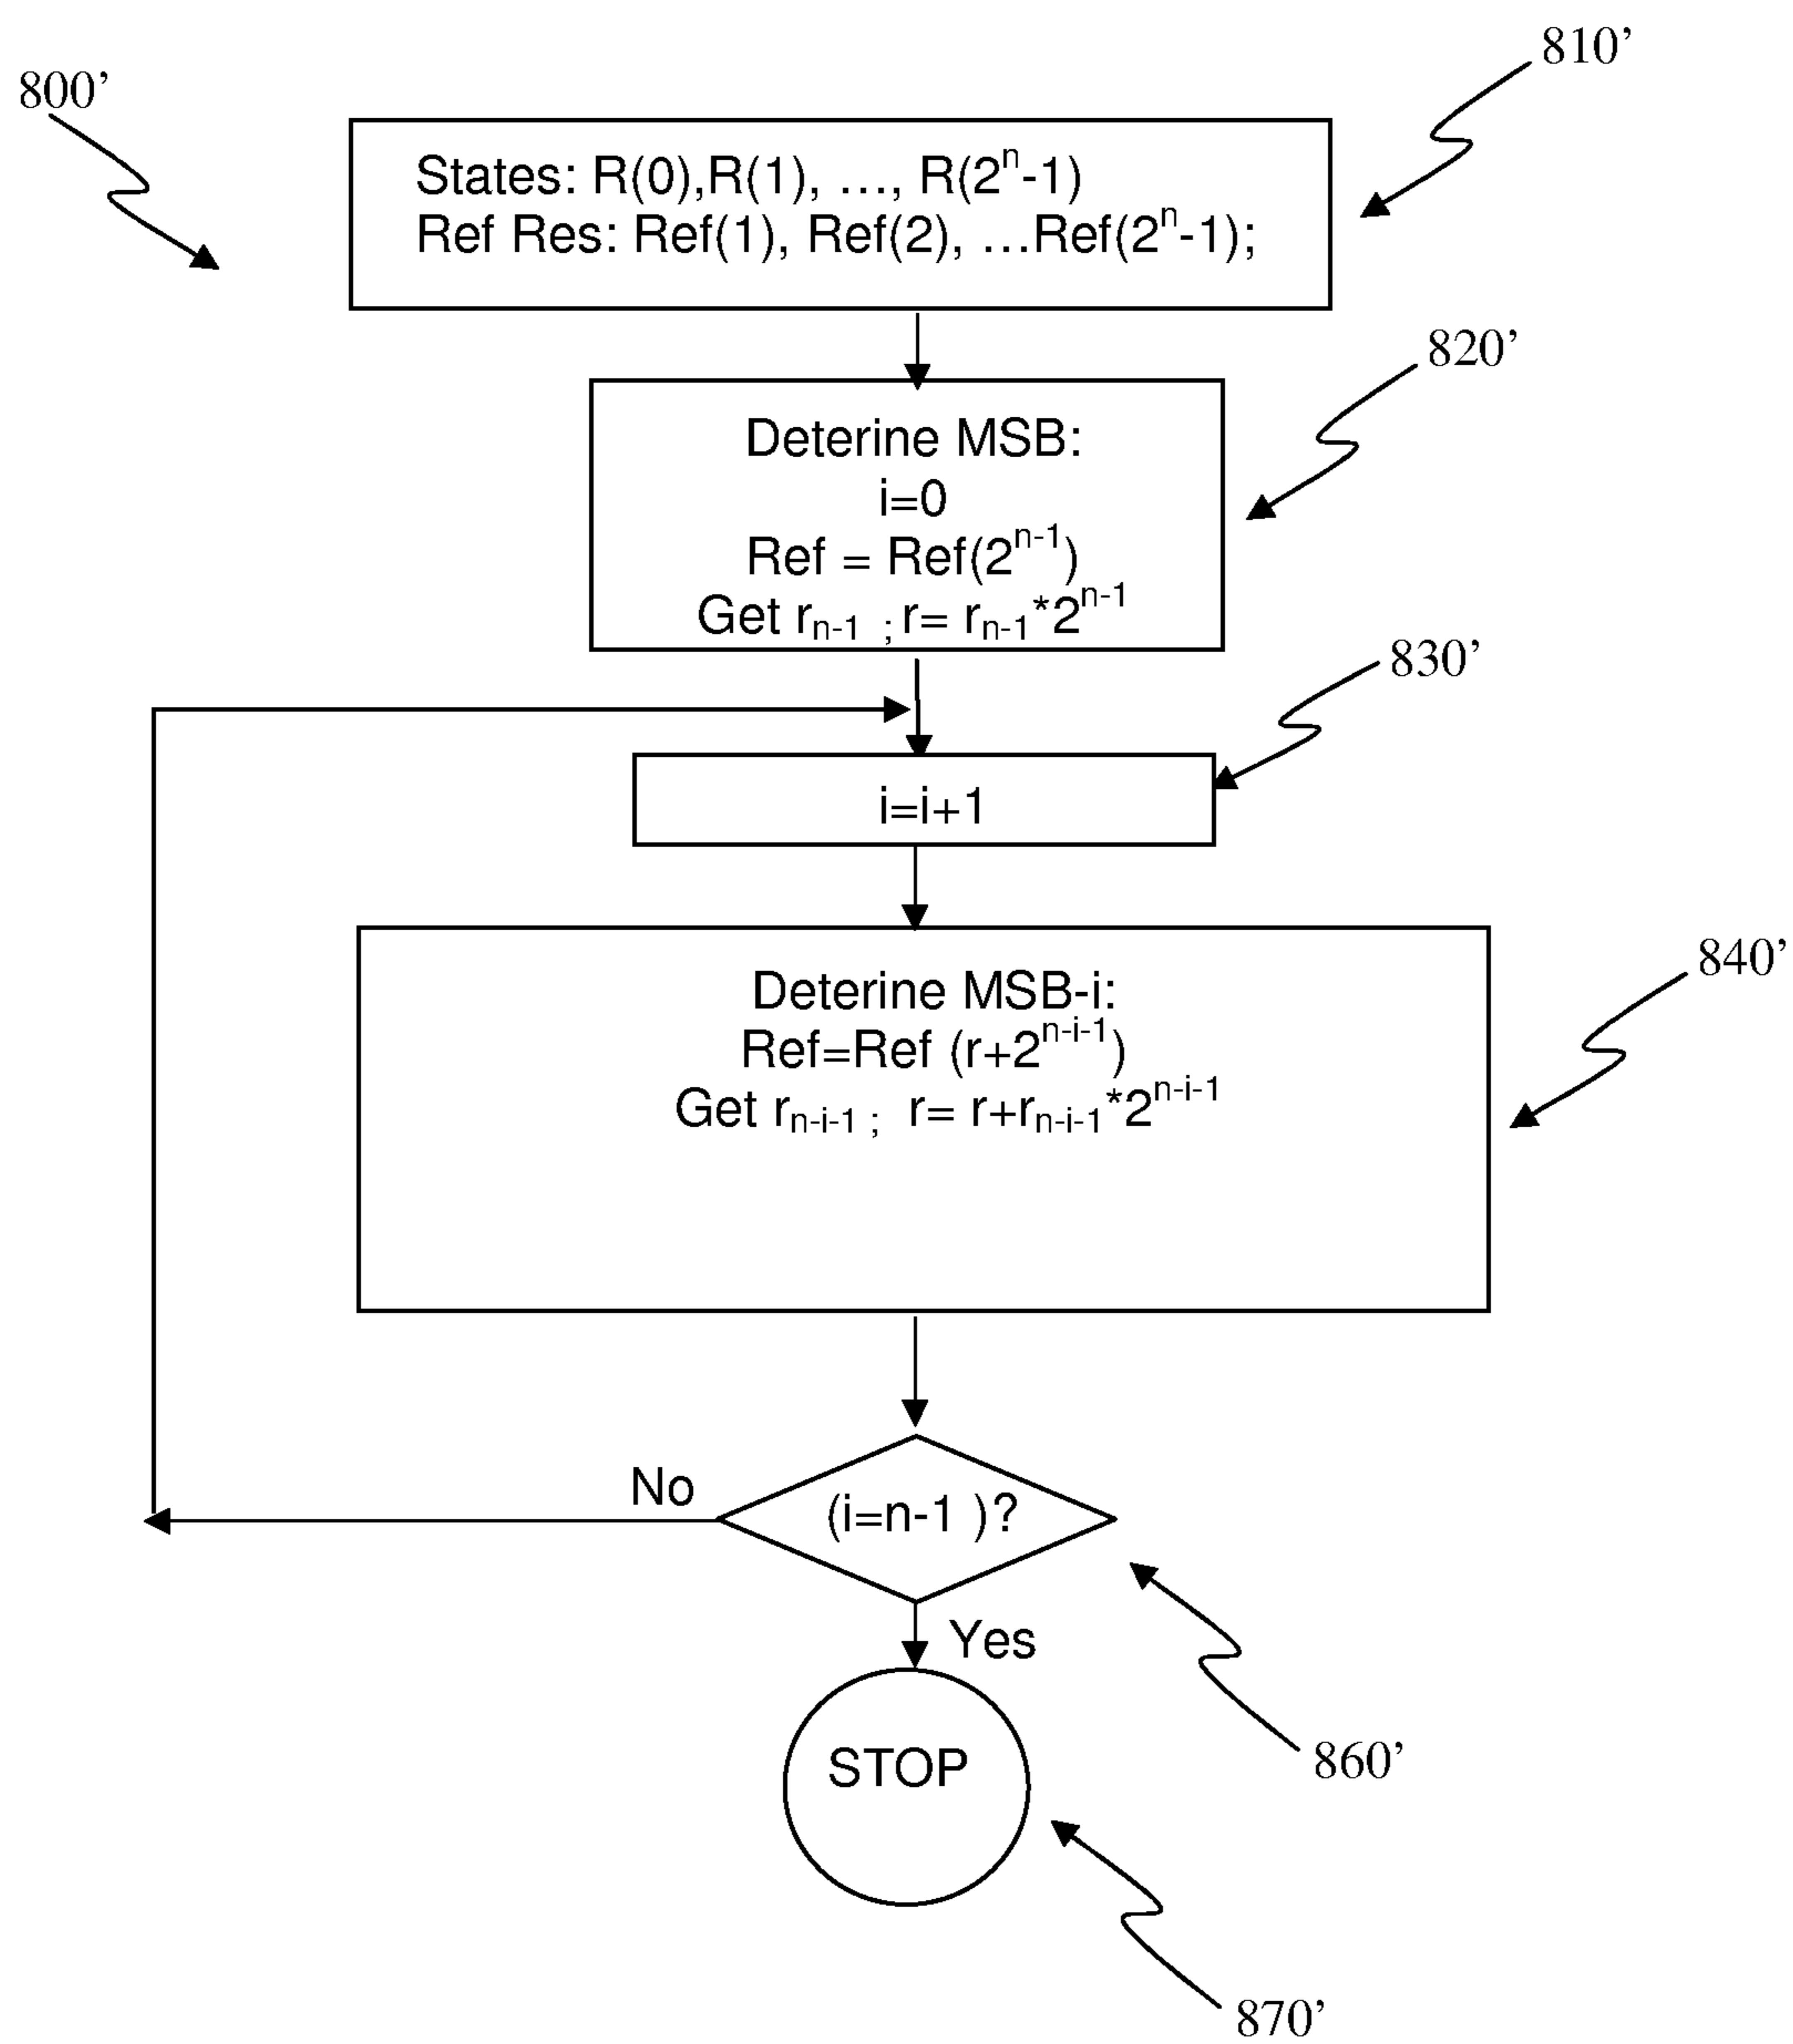 800’
810’
States: R(0),R(1), ..., R(2ⁿ-1)
Ref Res: Ref(1), Ref(2), ...Ref(2ⁿ-1);
820’
Deterine MSB:
i=0
Ref = Ref(2ⁿ⁻¹)
Get rₙ₋₁ ; r= rₙ₋₁*2ⁿ⁻¹
830’
i=i+1
840’
Deterine MSB-i:
Ref=Ref (r+2ⁿ⁻ⁱ⁻¹)
Get r_{n-i-1} ; r= r+r_{n-i-1}*2ⁿ⁻ⁱ⁻¹
No
(i=n-1 )?
Yes
860’
STOP
870’